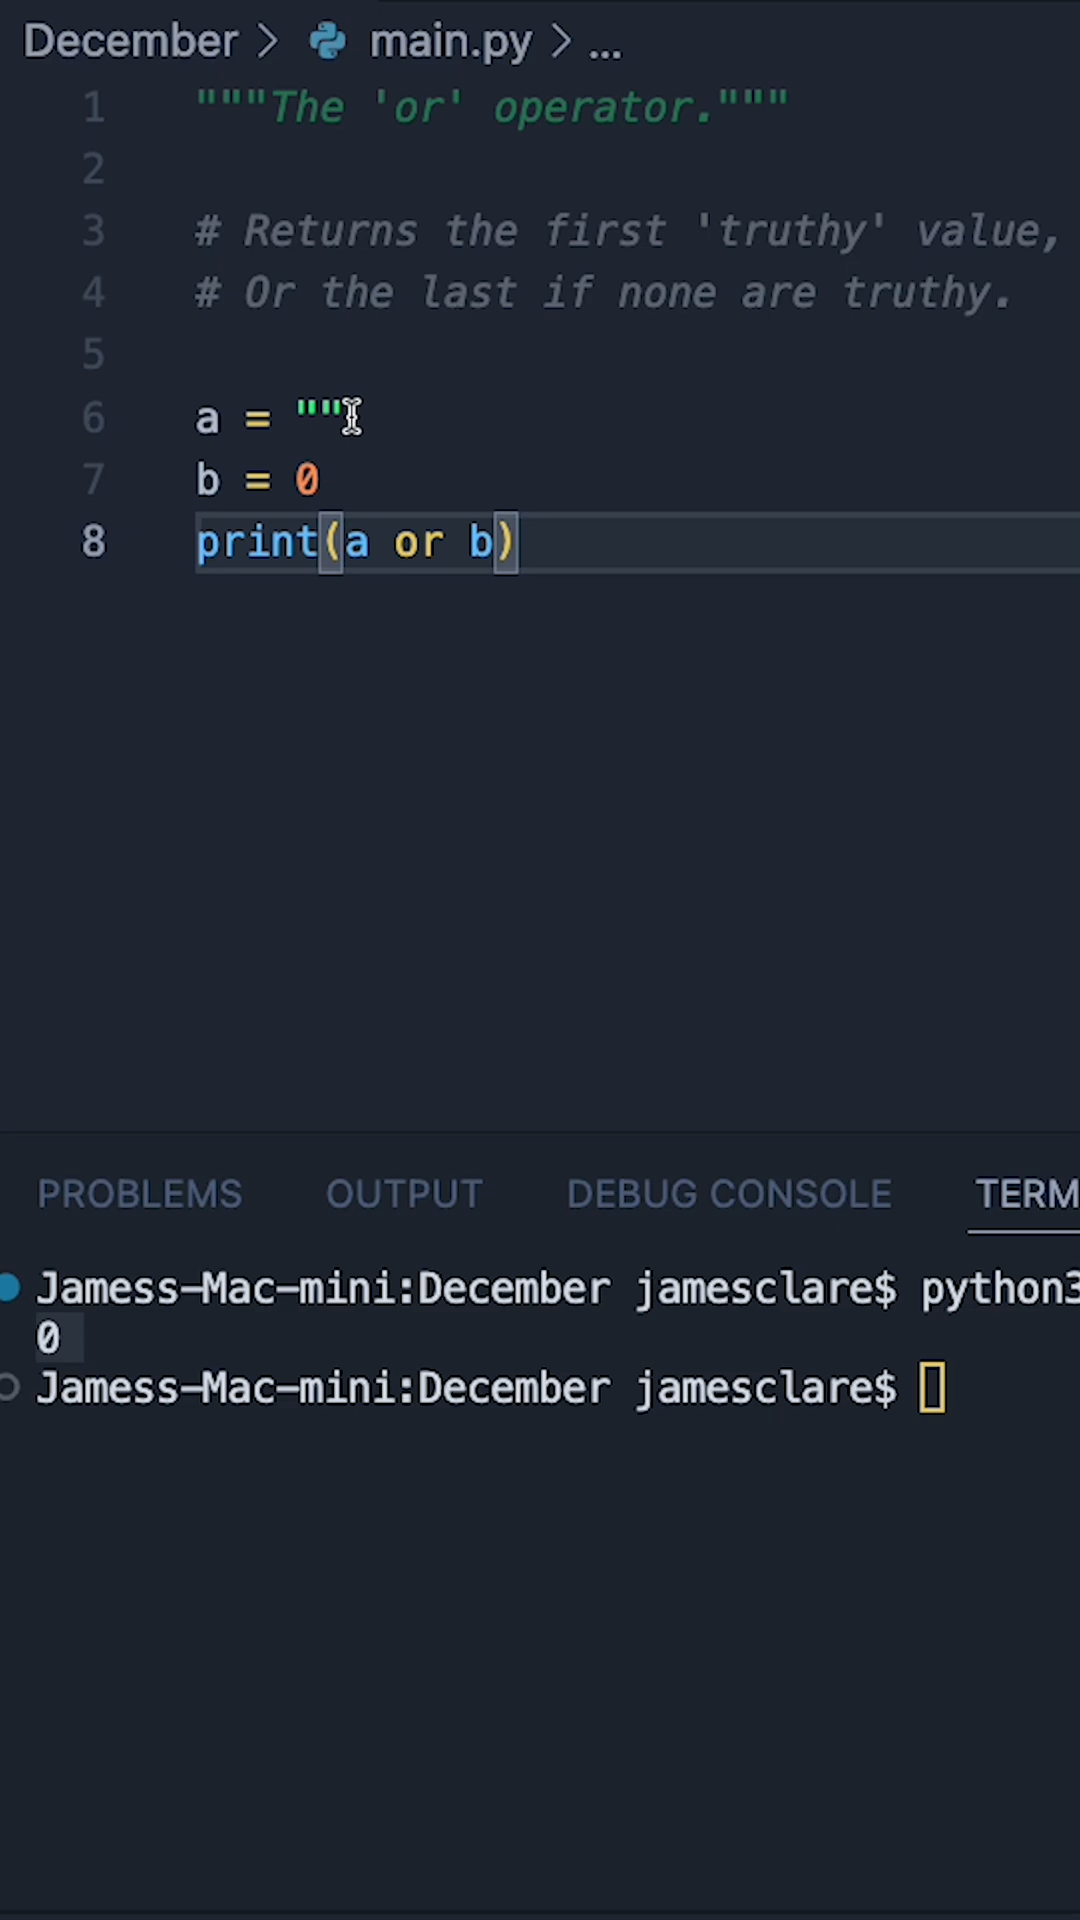 December > main.py > ...
1 """The 'or' operator."""
2
3 # Returns the first 'truthy' value,
4 # Or the last if none are truthy.
5
6 a = ""
7 b = 0
8 print(a or b)
PROBLEMS OUTPUT DEBUG CONSOLE TERM
Jamess-Mac-mini:December jamesclare$ python3
0
Jamess-Mac-mini:December jamesclare$